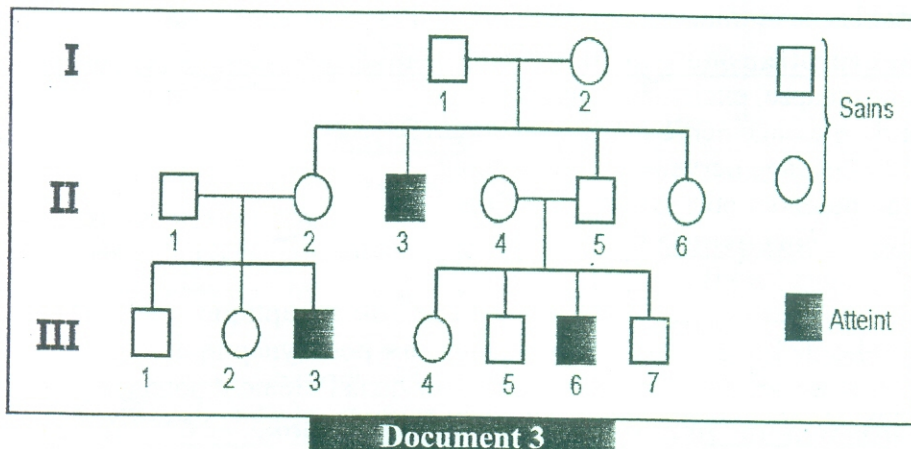 I
1 2
Sains
II
1 2 3 4 5 6
III
1 2 3 4 5 6 7
Atteint
Document 3